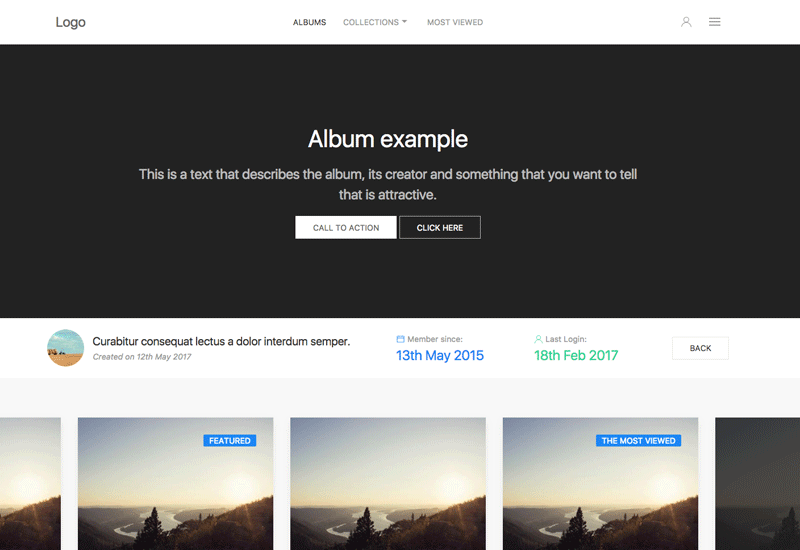 Logo
ALBUMS
COLLECTIONS
MOST VIEWED
Album example
This is a text that describes the album, its creator and something that you want to tell
that is attractive.
CALL TO ACTION
CLICK HERE
Curabitur consequat lectus a dolor interdum semper.
Created on 12th May 2017
Member since:
13th May 2015
Last Login:
18th Feb 2017
BACK
FEATURED
THE MOST VIEWED